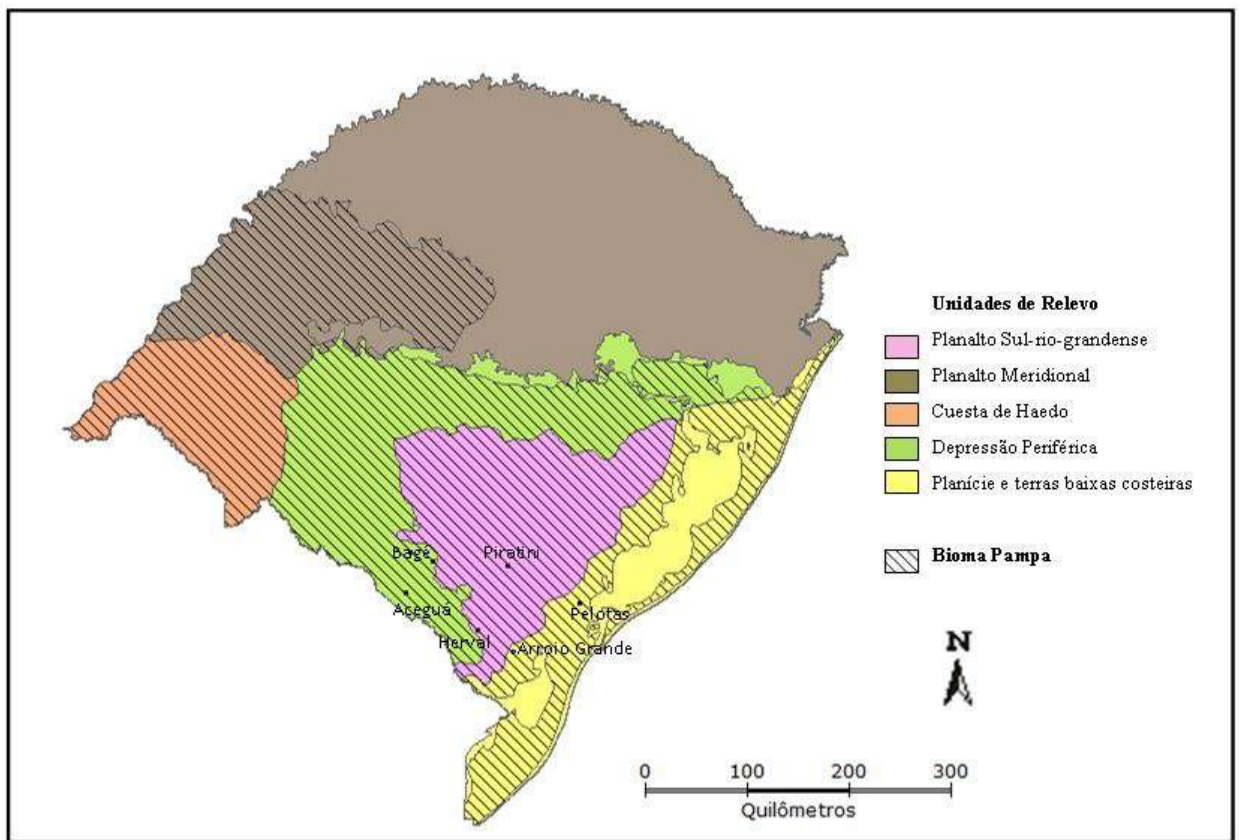 Unidades de Relevo
Planalto Sul-rio-grandense
Planalto Meridional
Cuesta de Haedo
Depressão Periférica
Planície e terras baixas costeiras
Bioma Pampa
Bagé
Piratini
Aceguá
Pelotas
Herval
Arroio Grande
N
0 100 200 300
Quilômetros